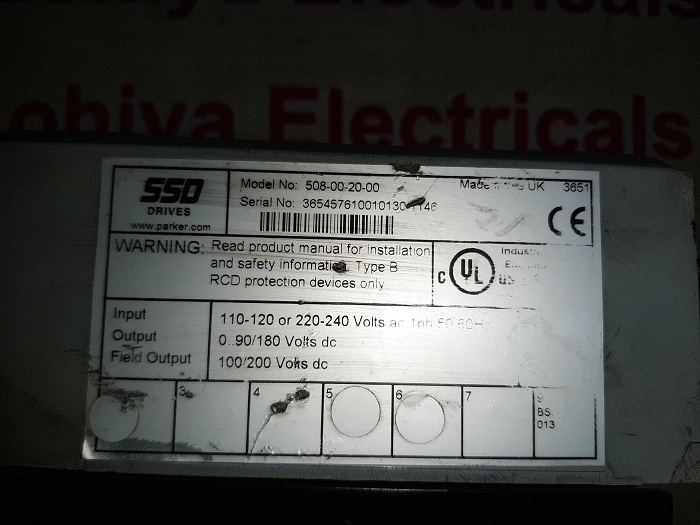 Lohiya Electricals
SSD
DRIVES
www.parker.com
Model No: 508-00-20-00
Serial No:
Made UK 3651
CE
WARNING: Read product manual for installation
and safety information. Type B
RCD protection devices only
c UL
Input 110-120 or 220-240 Volts ac 1ph 50/60Hz
Output 0..90/180 Volts dc
Field Output 100/200 Volts dc
3 4 5 6 7 9
BS
013